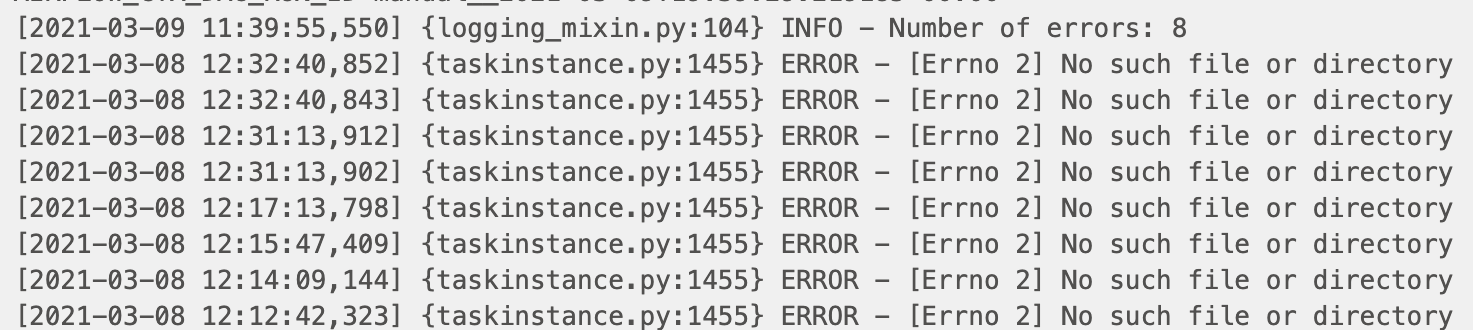 [2021-03-09 11:39:55,550] {logging_mixin.py:104} INFO - Number of errors: 8
[2021-03-08 12:32:40,852] {taskinstance.py:1455} ERROR - [Errno 2] No such file or directory
[2021-03-08 12:32:40,843] {taskinstance.py:1455} ERROR - [Errno 2] No such file or directory
[2021-03-08 12:31:13,912] {taskinstance.py:1455} ERROR - [Errno 2] No such file or directory
[2021-03-08 12:31:13,902] {taskinstance.py:1455} ERROR - [Errno 2] No such file or directory
[2021-03-08 12:17:13,798] {taskinstance.py:1455} ERROR - [Errno 2] No such file or directory
[2021-03-08 12:15:47,409] {taskinstance.py:1455} ERROR - [Errno 2] No such file or directory
[2021-03-08 12:14:09,144] {taskinstance.py:1455} ERROR - [Errno 2] No such file or directory
[2021-03-08 12:12:42,323] {taskinstance.py:1455} ERROR - [Errno 2] No such file or directory